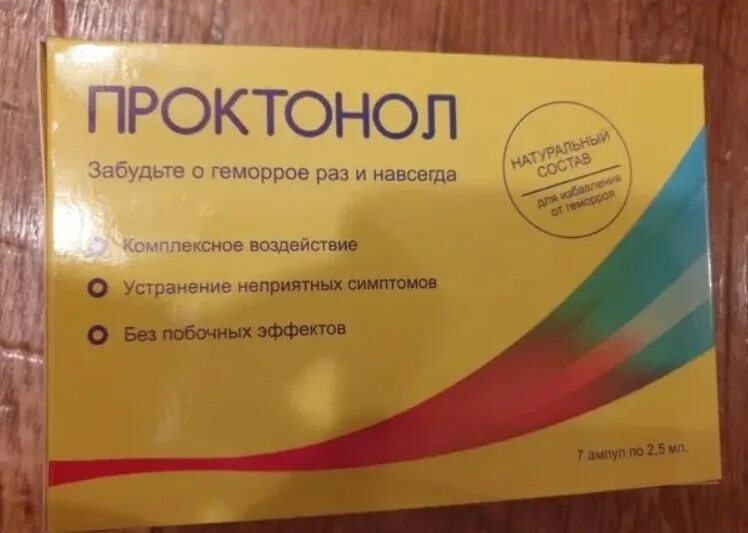 ПРОКТОНОЛ
Забудьте о геморрое раз и навсегда
НАТУРАЛЬНЫЙ
СОСТАВ
для избавления
от геморроя
Комплексное воздействие
Устранение неприятных симптомов
Без побочных эффектов
7 ампул по 2,5 мл.